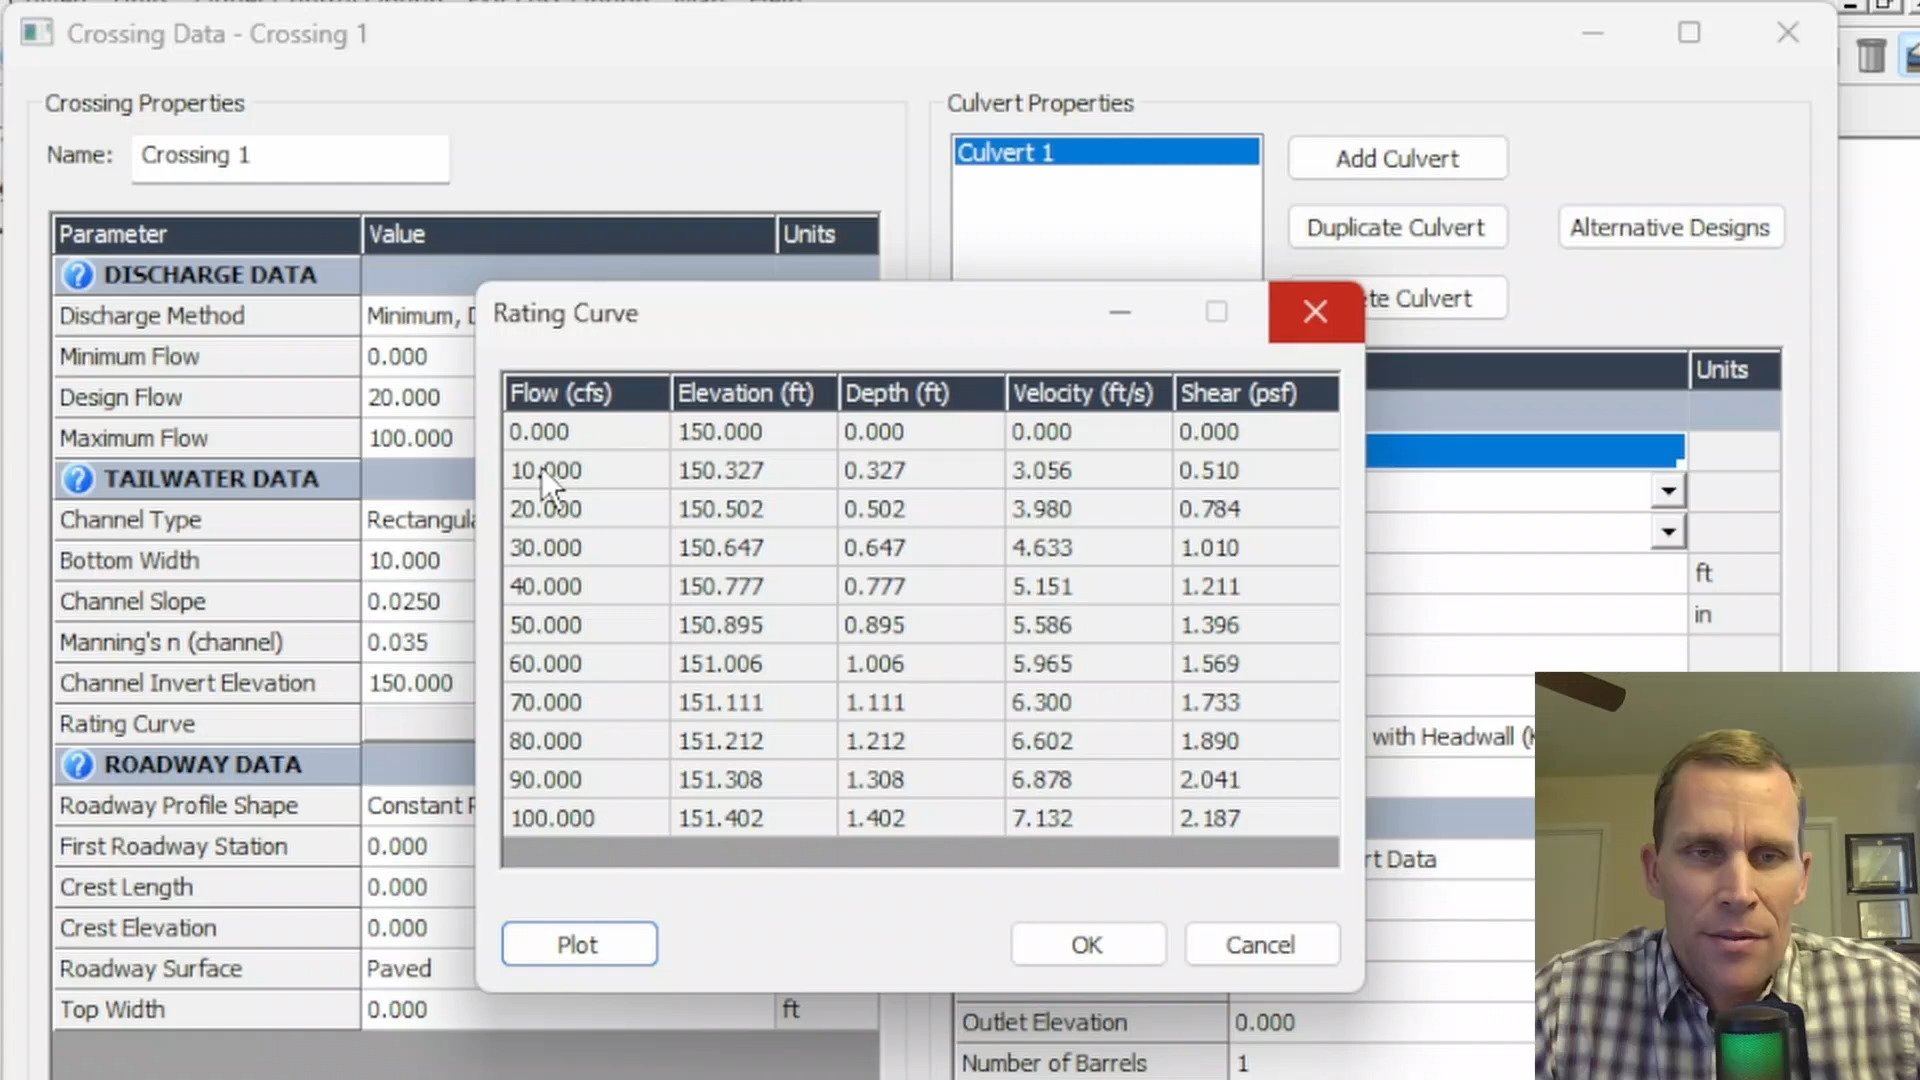 Crossing Data - Crossing 1
Crossing Properties
Name: Crossing 1
Parameter Value Units
DISCHARGE DATA
Discharge Method Minimum,
Minimum Flow 0.000
Design Flow 20.000
Maximum Flow 100.000
TAILWATER DATA
Channel Type Rectangula
Bottom Width 10.000
Channel Slope 0.0250
Manning's n (channel) 0.035
Channel Invert Elevation 150.000
Rating Curve
ROADWAY DATA
Roadway Profile Shape Constant R
First Roadway Station 0.000
Crest Length 0.000
Crest Elevation 0.000
Roadway Surface Paved
Top Width 0.000 ft
Culvert Properties
Culvert 1
Add Culvert
Duplicate Culvert
Alternative Designs
ete Culvert
Units
ft
in
with Headwall (K
rt Data
Outlet Elevation 0.000
Number of Barrels 1
Rating Curve
Flow (cfs) Elevation (ft) Depth (ft) Velocity (ft/s) Shear (psf)
0.000 150.000 0.000 0.000 0.000
10.000 150.327 0.327 3.056 0.510
20.000 150.502 0.502 3.980 0.784
30.000 150.647 0.647 4.633 1.010
40.000 150.777 0.777 5.151 1.211
50.000 150.895 0.895 5.586 1.396
60.000 151.006 1.006 5.965 1.569
70.000 151.111 1.111 6.300 1.733
80.000 151.212 1.212 6.602 1.890
90.000 151.308 1.308 6.878 2.041
100.000 151.402 1.402 7.132 2.187
Plot OK Cancel